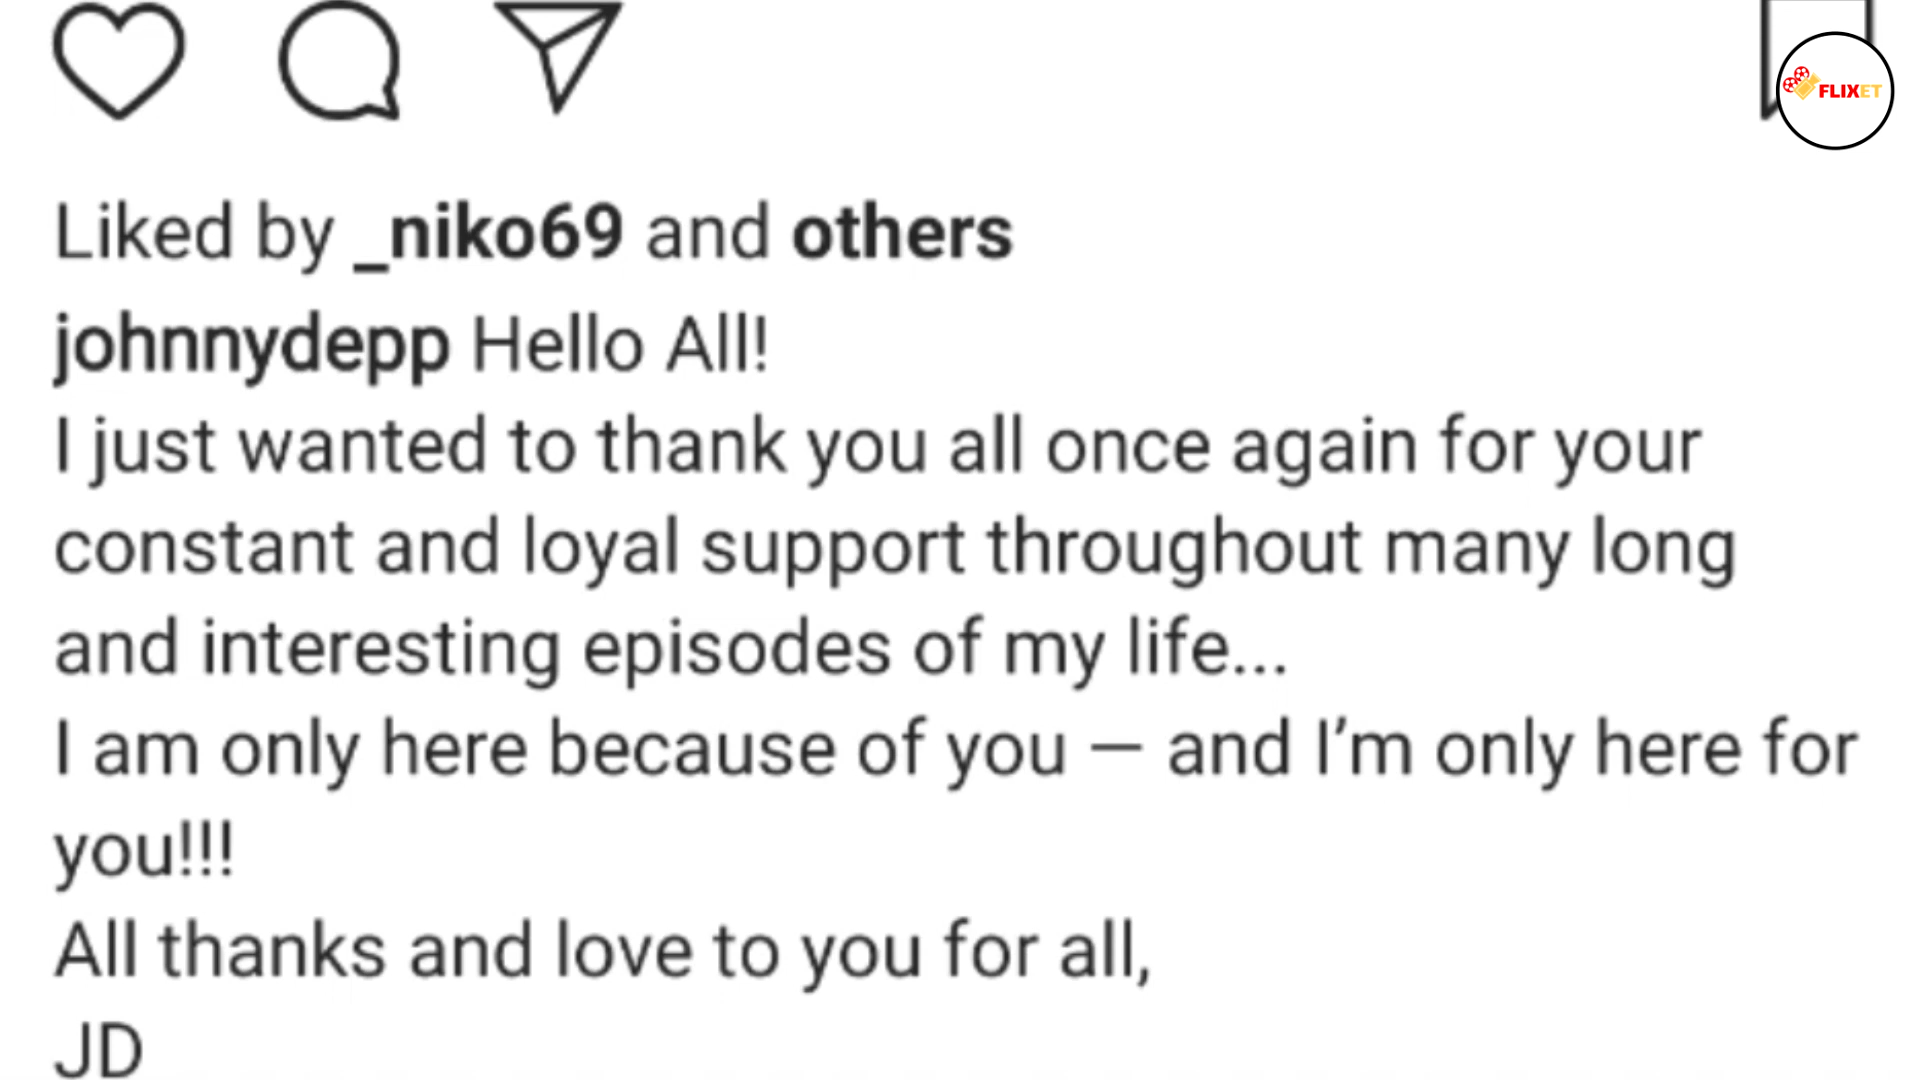 FLIXET
Liked by _niko69 and others
johnnydepp Hello All!
I just wanted to thank you all once again for your
constant and loyal support throughout many long
and interesting episodes of my life...
I am only here because of you — and I’m only here for
you!!!
All thanks and love to you for all,
JD